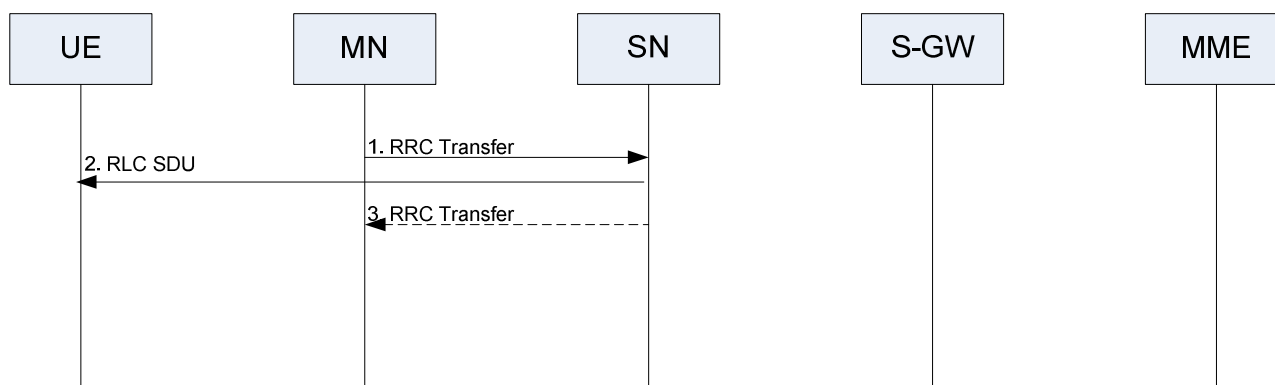 UE
MN
SN
S-GW
MME
1. RRC Transfer
2. RLC SDU
3. RRC Transfer